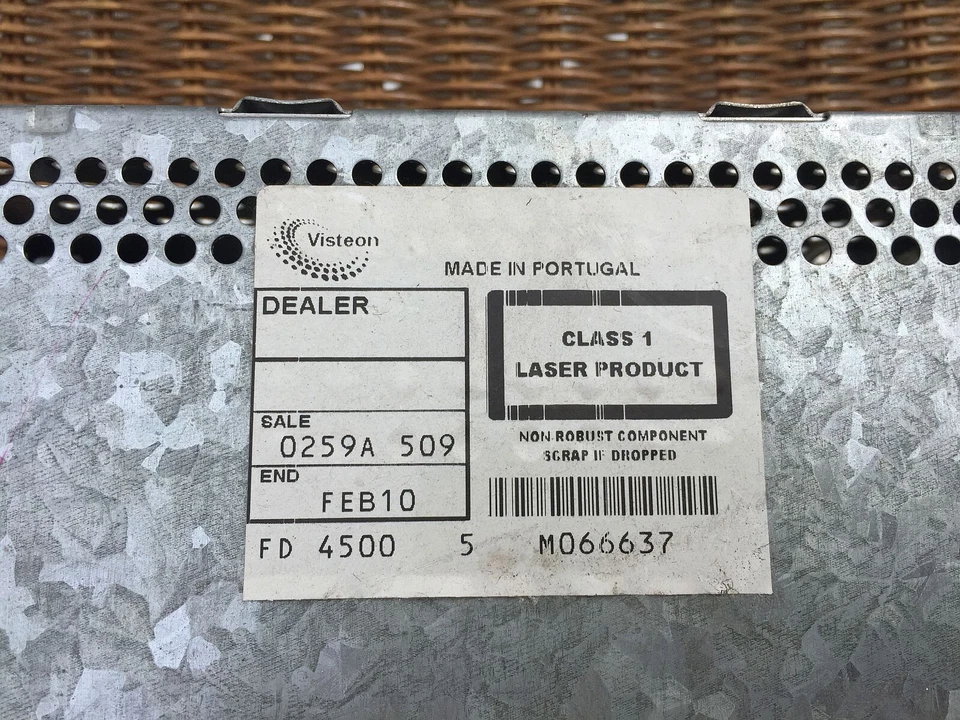 Visteon
MADE IN PORTUGAL
DEALER
SALE
0259A 509
END
FEB10
FD 4500 5
CLASS 1
LASER PRODUCT
NON-ROBUST COMPONENT
SCRAP IF DROPPED
M066637